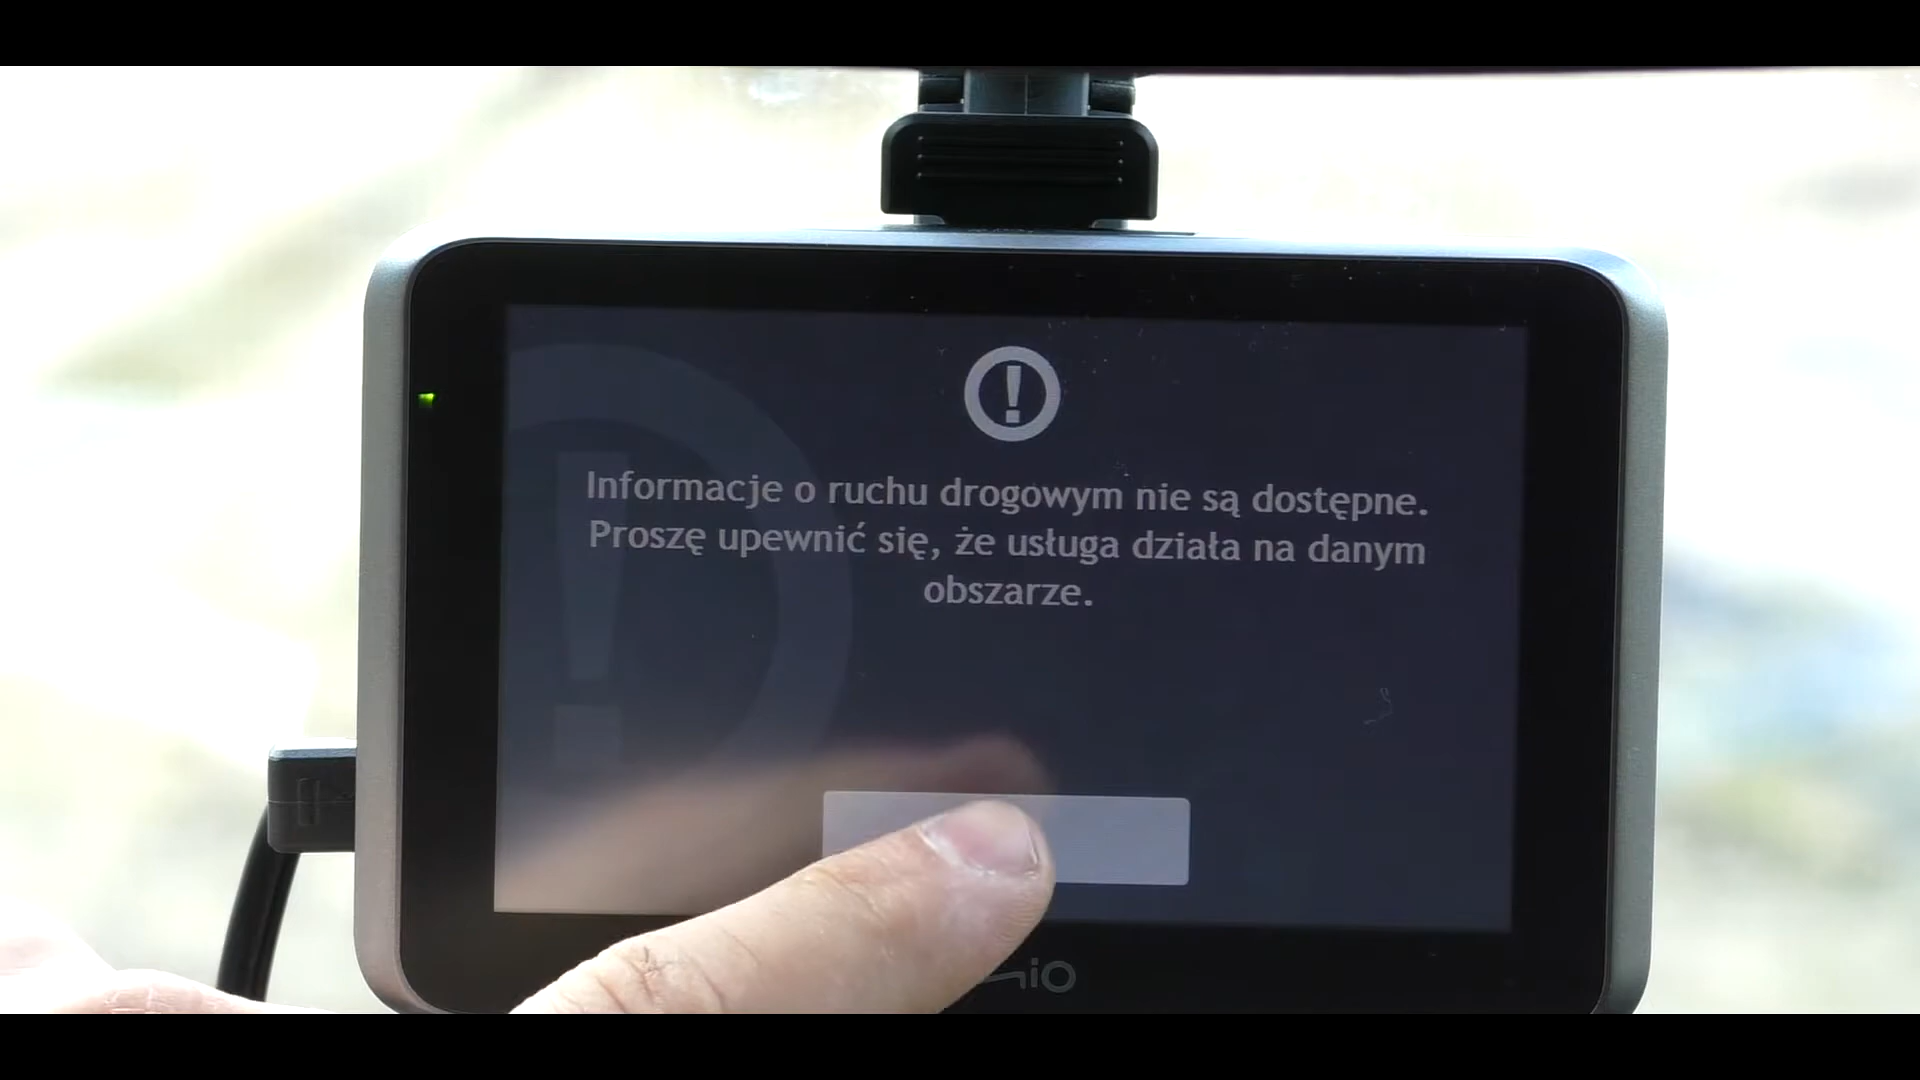 Informacje o ruchu drogowym nie są dostępne.
Proszę upewnić się, że usługa działa na danym
obszarze.